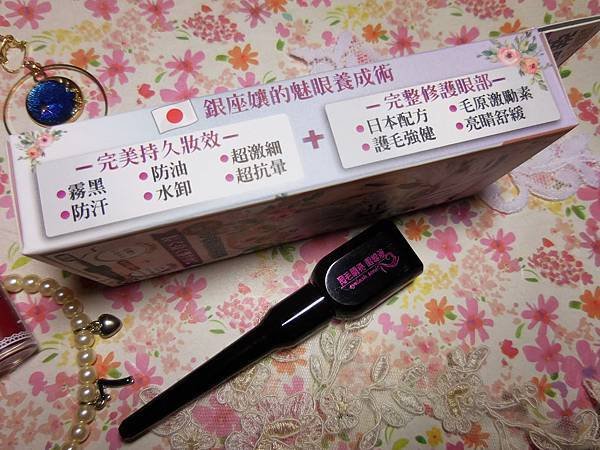 銀座孃的魅眼養成術
—完美持久妝效—
•霧黑 •防油 •超激細
•防汗 •水卸 •超抗暈
+
—完整修護眼部—
•日本配方 •毛原激勵素
•護毛強健 •亮睛舒緩